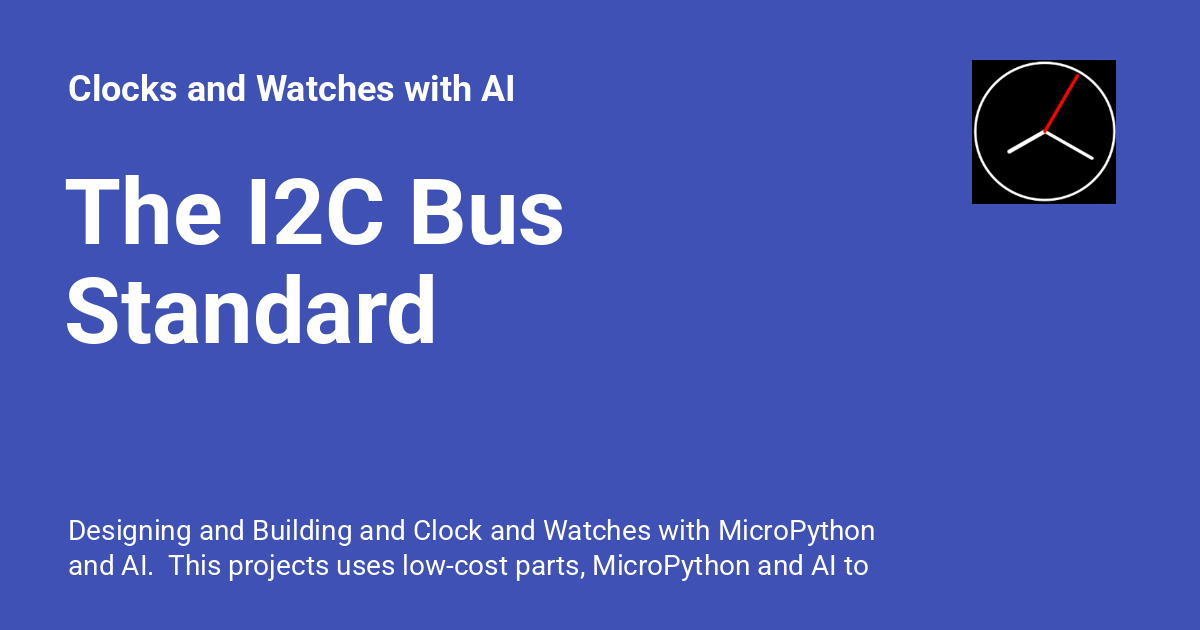 Clocks and Watches with AI
The I2C Bus
Standard
Designing and Building and Clock and Watches with MicroPython
and AI.  This projects uses low-cost parts, MicroPython and AI to